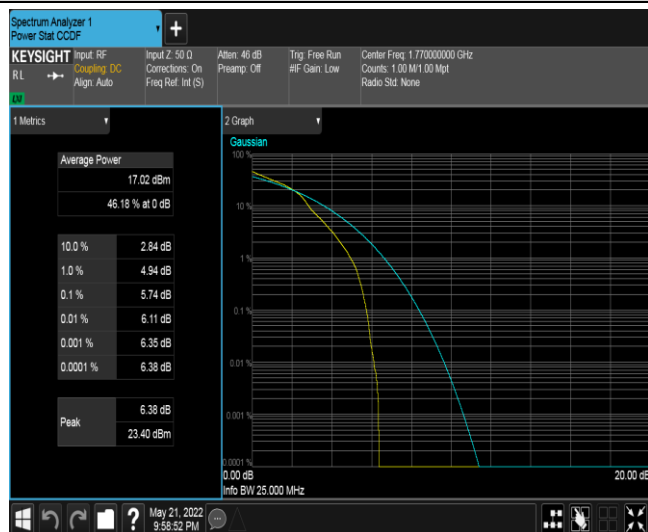 Spectrum Analyzer 1
Power Stat CCDF
+
KEYSIGHT
RL
Input: RF
Coupling: DC
Align: Auto
Input Z: 50 Ω
Corrections: On
Freq Ref: Int (S)
Atten: 46 dB
Preamp: Off
Trig: Free Run
#IF Gain: Low
Center Freq: 1.770000000 GHz
Counts: 1.00 M/1.00 Mpt
Radio Std: None
1 Metrics
Average Power
17.02 dBm
46.18 % at 0 dB
10.0 % 2.84 dB
1.0 % 4.94 dB
0.1 % 5.74 dB
0.01 % 6.11 dB
0.001 % 6.35 dB
0.0001 % 6.38 dB
Peak
6.38 dB
23.40 dBm
2 Graph
Gaussian
100 %
10 %
1 %
0.1 %
0.01 %
0.001 %
0.0001 %
0.00 dB
20.00 dB
Info BW 25.000 MHz
?
May 21, 2022
9:58:52 PM